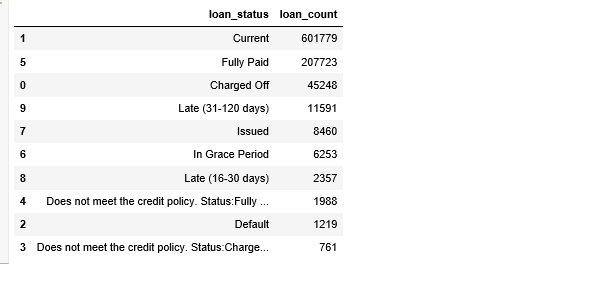 loan_status loan_count
1 Current 601779
5 Fully Paid 207723
0 Charged Off 45248
9 Late (31-120 days) 11591
7 Issued 8460
6 In Grace Period 6253
8 Late (16-30 days) 2357
4 Does not meet the credit policy. Status:Fully ... 1988
2 Default 1219
3 Does not meet the credit policy. Status:Charge... 761